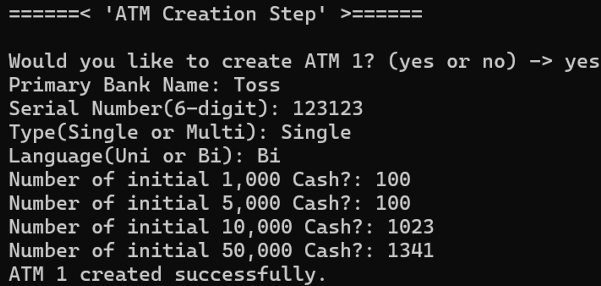 ======< 'ATM Creation Step' >======
Would you like to create ATM 1? (yes or no) -> yes
Primary Bank Name: Toss
Serial Number(6-digit): 123123
Type(Single or Multi): Single
Language(Uni or Bi): Bi
Number of initial 1,000 Cash?: 100
Number of initial 5,000 Cash?: 100
Number of initial 10,000 Cash?: 1023
Number of initial 50,000 Cash?: 1341
ATM 1 created successfully.